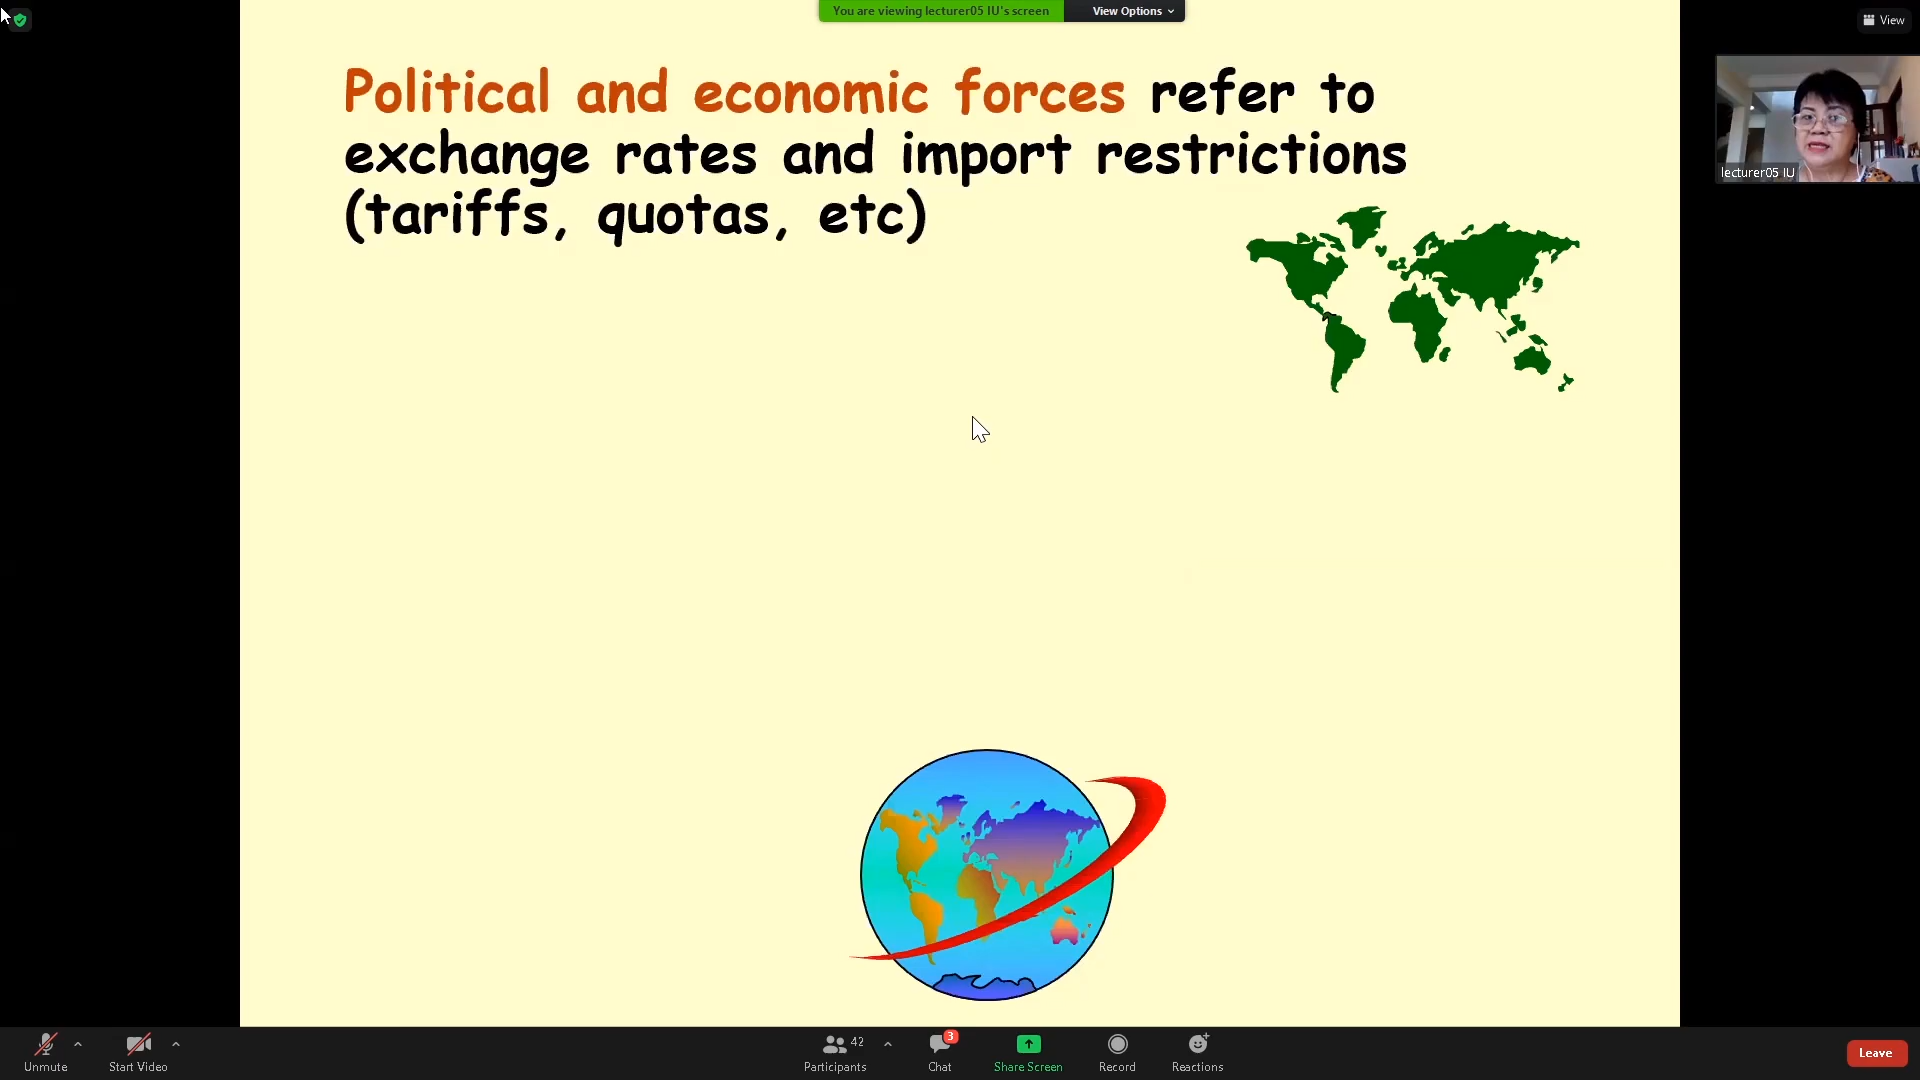 You are viewing lecturer05 IU's screen
View Options
View
Political and economic forces refer to
exchange rates and import restrictions
(tariffs, quotas, etc)
lecturer05 IU
Unmute
Start Video
42
Participants
3
Chat
Share Screen
Record
Reactions
Leave